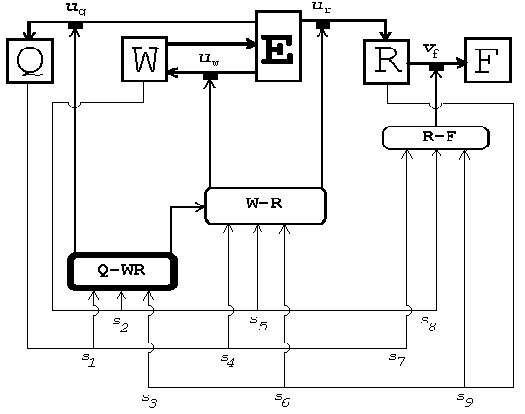 u_q u_r
Q W u_w E R v_f F
R-F
W-R
Q-WR
s_2 s_5 s_8
s_1 s_4 s_7
s_3 s_6 s_9